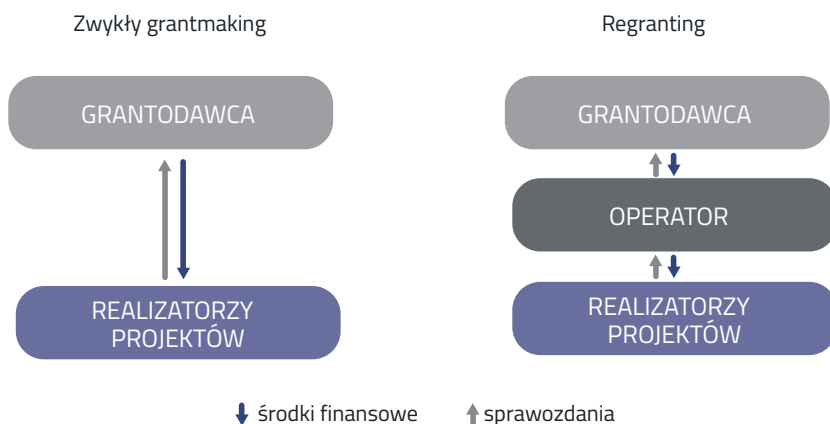 Zwykły grantmaking
GRANTODAWCA
REALIZATORZY
PROJEKTÓW
Regranting
GRANTODAWCA
OPERATOR
REALIZATORZY
PROJEKTÓW
środki finansowe
sprawozdania